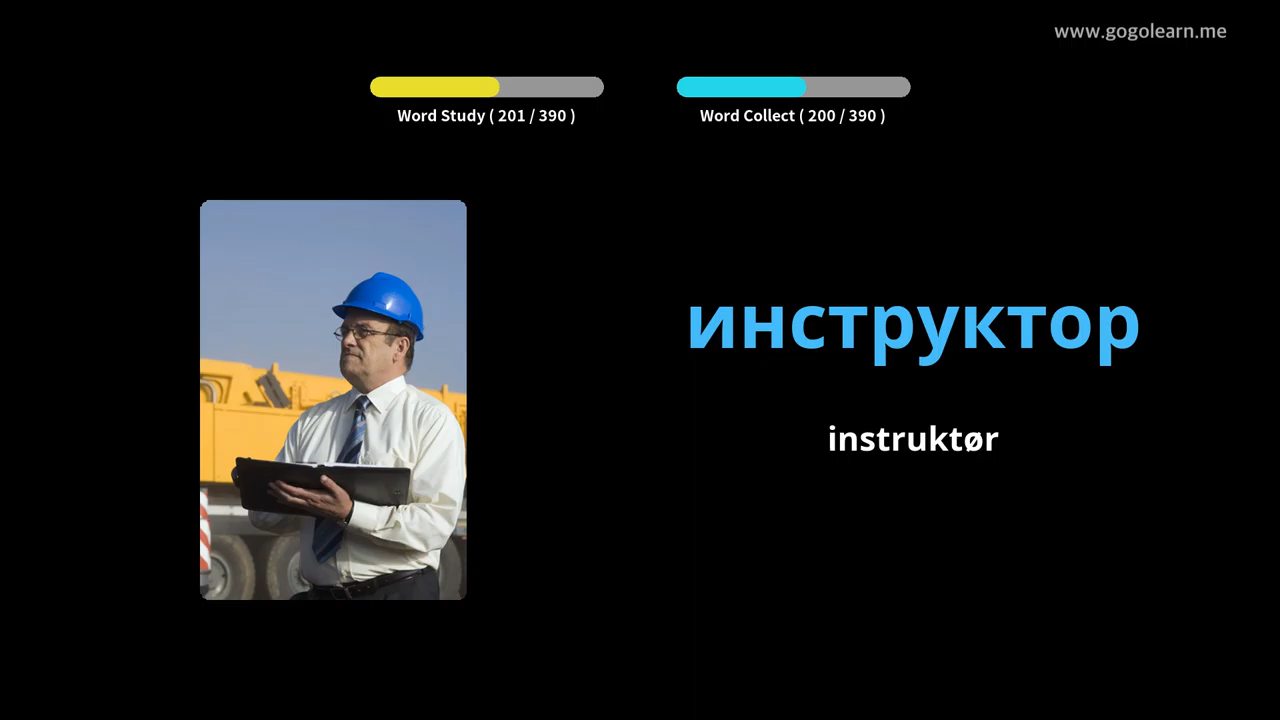 www.gogolearn.me
Word Study ( 201 / 390 )
Word Collect ( 200 / 390 )
инструктор
instruktør